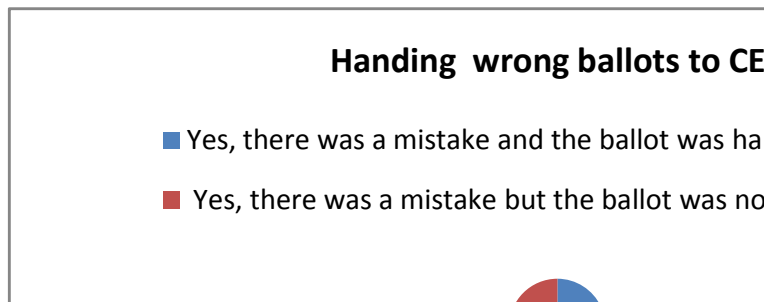 Handing wrong ballots to CE
Yes, there was a mistake and the ballot was ha
Yes, there was a mistake but the ballot was no